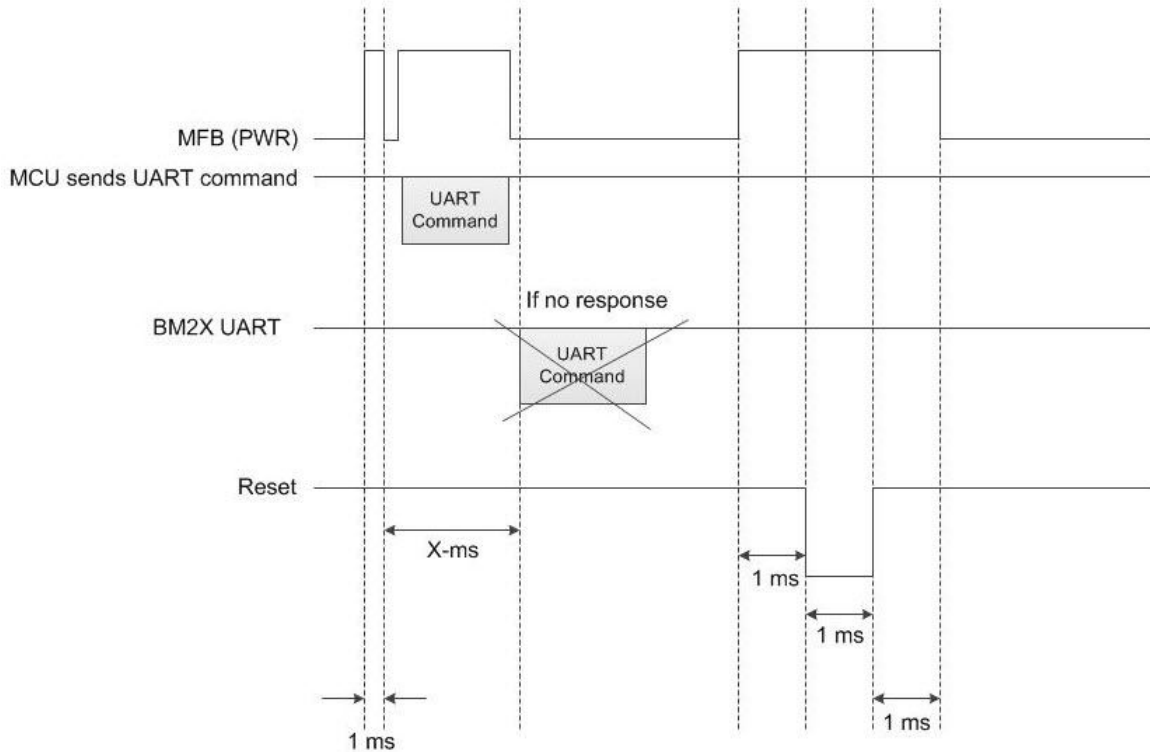 MFB (PWR)
MCU sends UART command
UART
Command
If no response
BM2X UART
UART
Command
Reset
X-ms
1 ms
1 ms
1 ms
1 ms